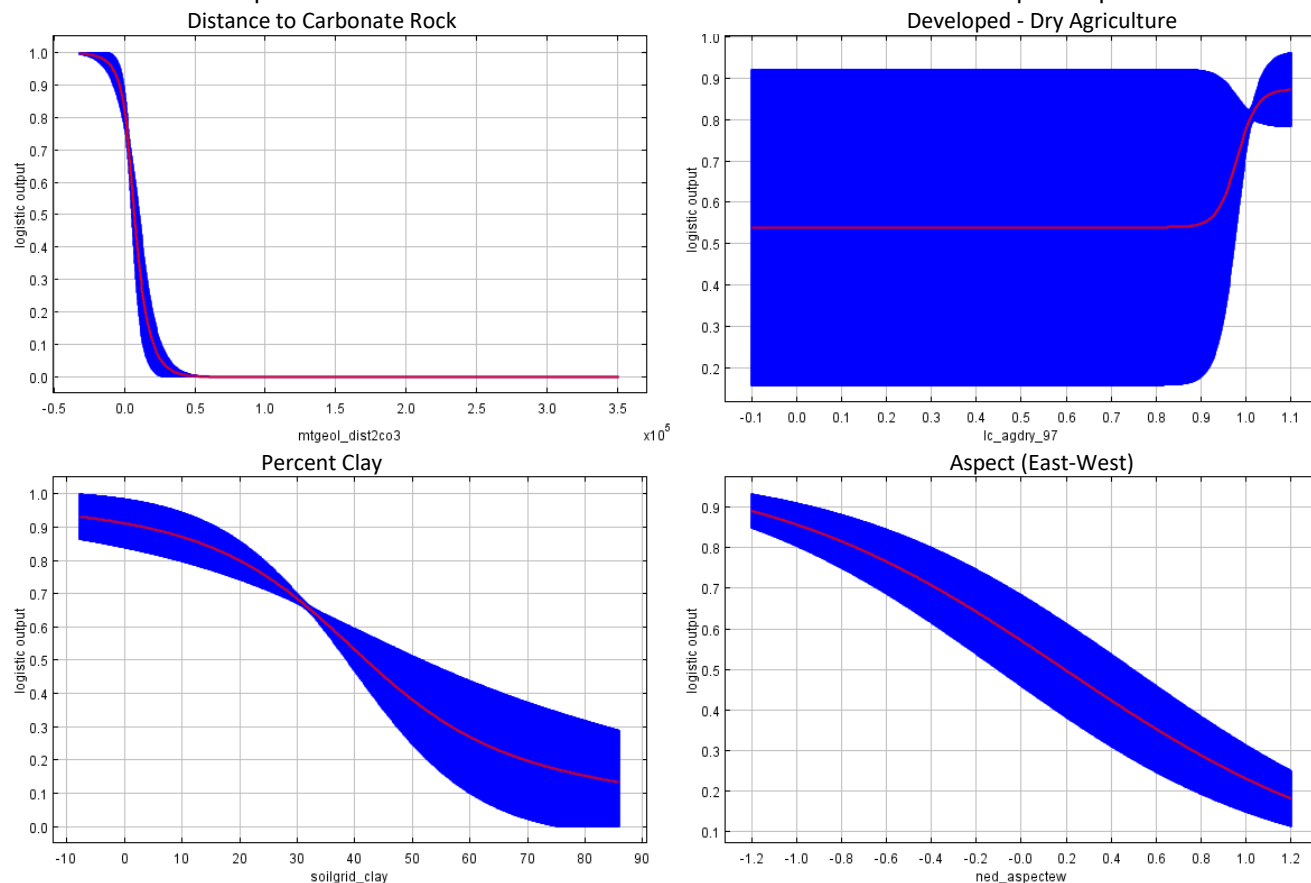 Distance to Carbonate Rock
Developed - Dry Agriculture
1.0
0.9
0.8
0.7
0.6
0.5
0.4
0.3
0.2
0.1
0.0
logistic output
-0.5 0.0 0.5 1.0 1.5 2.0 2.5 3.0 3.5
mtgeol_dist2co3 x10⁵
1.0
0.9
0.8
0.7
0.6
0.5
0.4
0.3
0.2
logistic output
-0.1 0.0 0.1 0.2 0.3 0.4 0.5 0.6 0.7 0.8 0.9 1.0 1.1
lc_agdry_97
Percent Clay
Aspect (East-West)
1.0
0.9
0.8
0.7
0.6
0.5
0.4
0.3
0.2
0.1
0.0
logistic output
-10 0 10 20 30 40 50 60 70 80 90
soilgrid_clay
0.9
0.8
0.7
0.6
0.5
0.4
0.3
0.2
0.1
logistic output
-1.2 -1.0 -0.8 -0.6 -0.4 -0.2 -0.0 0.2 0.4 0.6 0.8 1.0 1.2
ned_aspectew